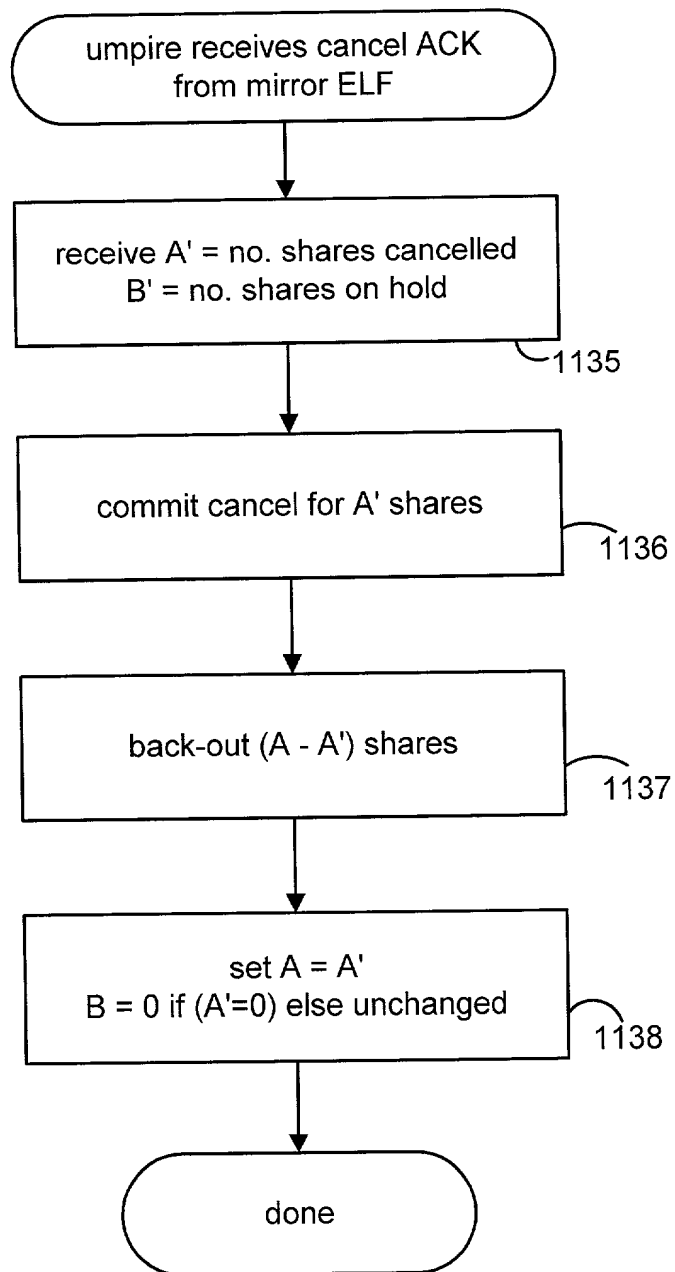 umpire receives cancel ACK
from mirror ELF
receive A' = no. shares cancelled
B' = no. shares on hold
1135
commit cancel for A' shares
1136
back-out (A - A') shares
1137
set A = A'
B = 0 if (A'=0) else unchanged
1138
done